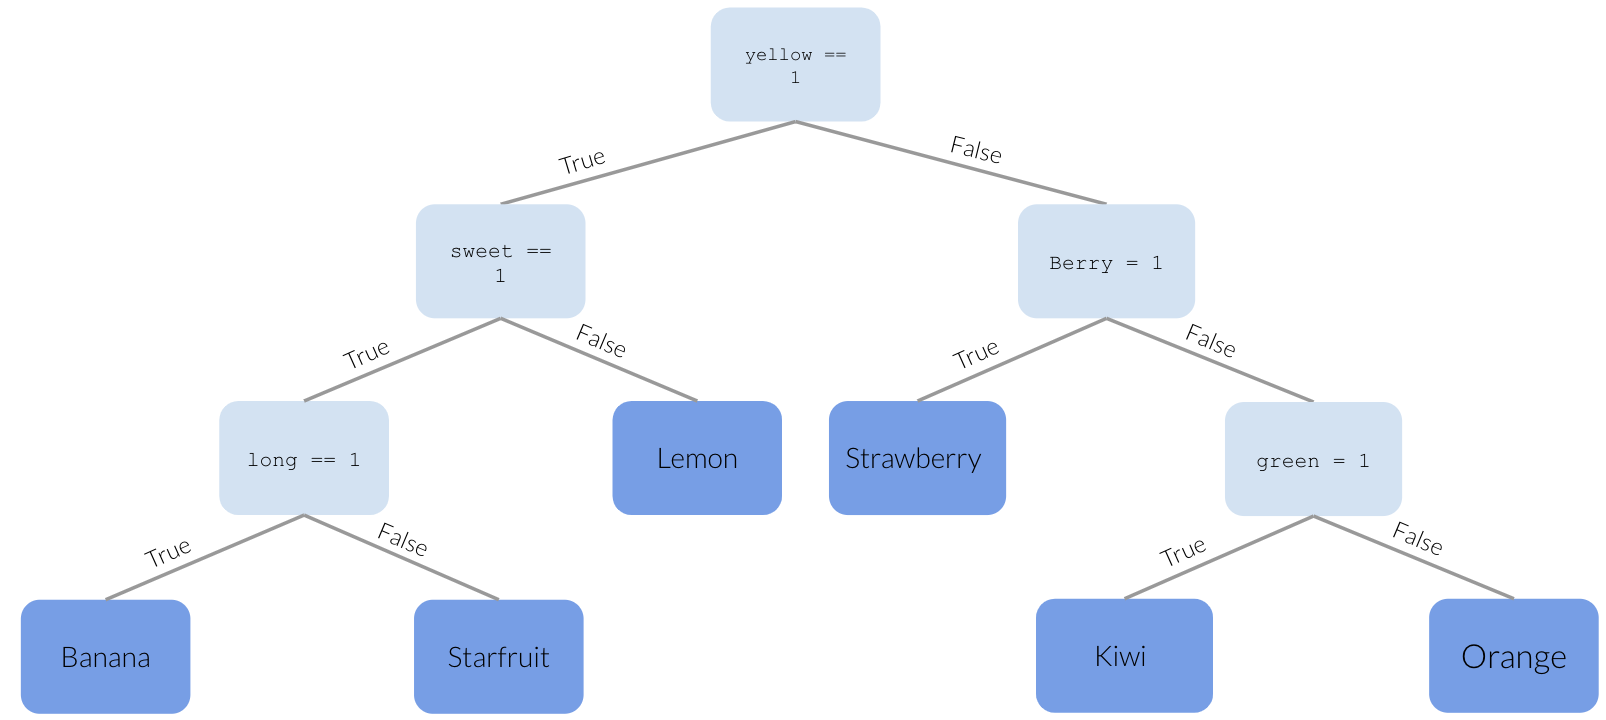 yellow ==
1
True
False
sweet ==
1
Berry = 1
True
False
True
False
long == 1
Lemon
Strawberry
green = 1
True
False
True
False
Banana
Starfruit
Kiwi
Orange